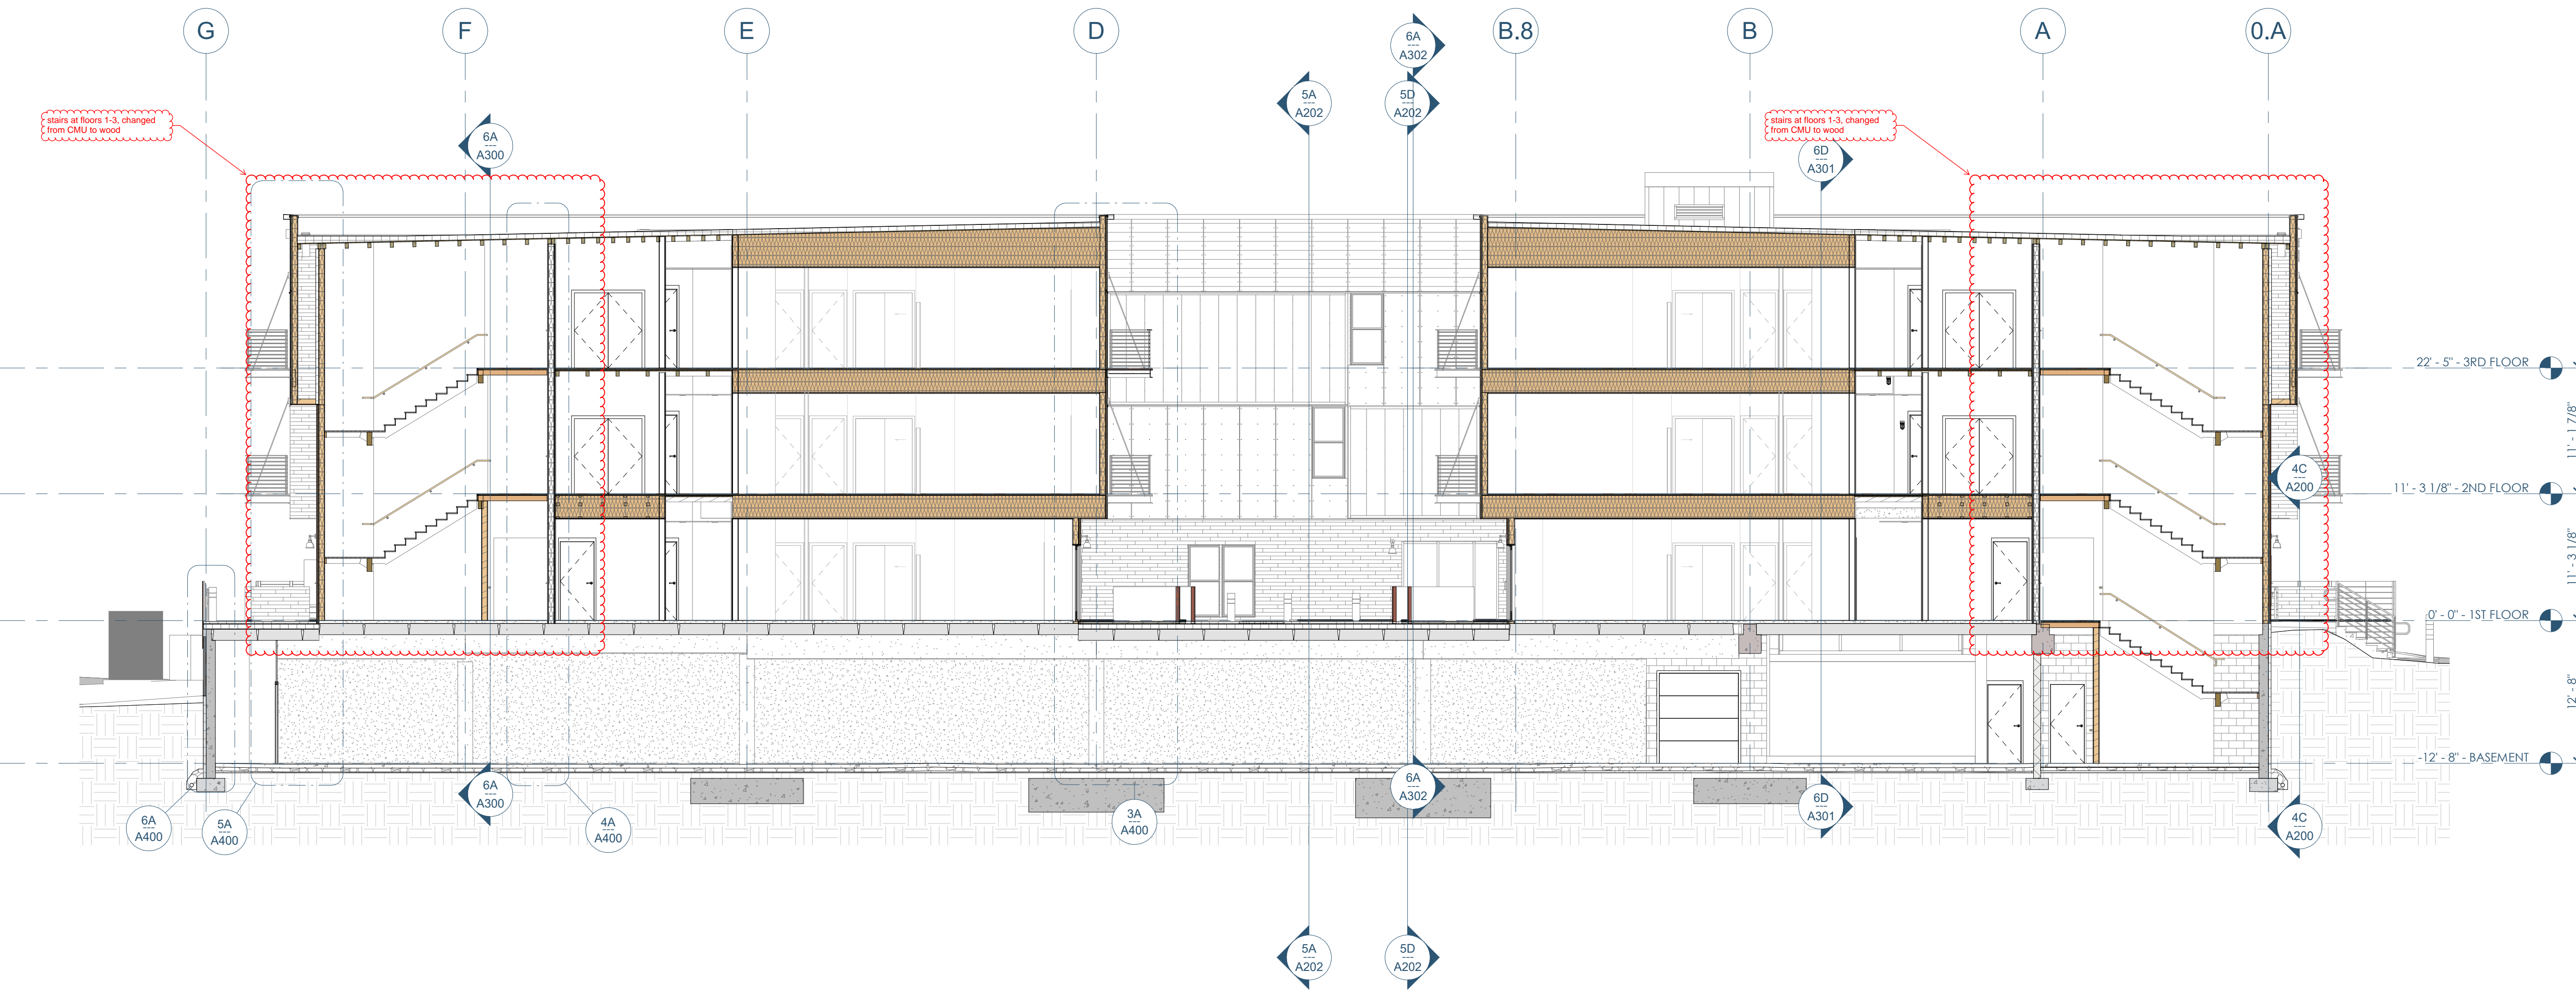 G
F
E
D
B.8
B
A
0.A
6A
---
A302
5A
---
A202
5D
---
A202
stairs at floors 1-3, changed
from CMU to wood
stairs at floors 1-3, changed
from CMU to wood
6A
---
A300
6D
---
A301
22' - 5" - 3RD FLOOR
11' - 1 7/8"
4C
---
A200
11' - 3 1/8" - 2ND FLOOR
11' - 3 1/8"
0' - 0" - 1ST FLOOR
12' - 8"
-12' - 8" - BASEMENT
6A
---
A400
5A
---
A400
6A
---
A300
4A
---
A400
3A
---
A400
6A
---
A302
6D
---
A301
4C
---
A200
5A
---
A202
5D
---
A202